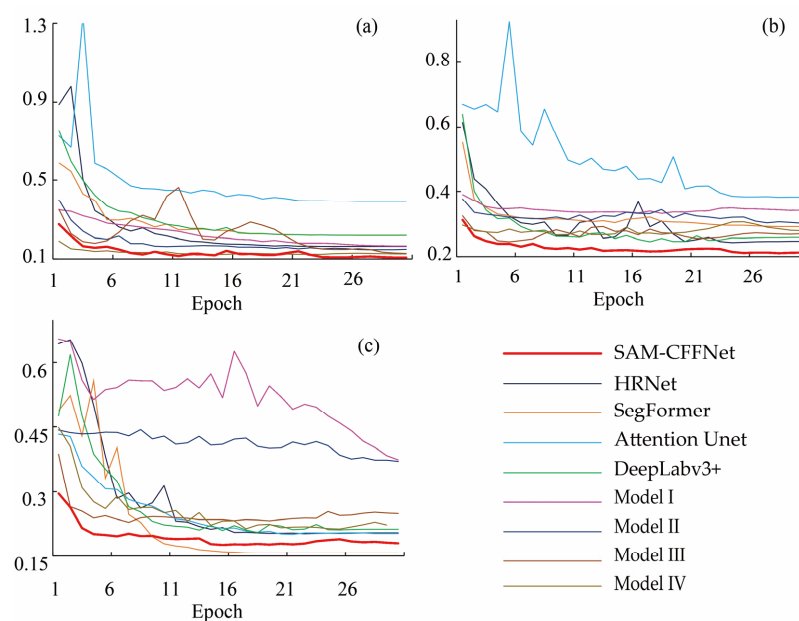 (a)
1.3
0.9
0.5
0.1
1 6 11 16 21 26
Epoch
(b)
0.8
0.6
0.4
0.2
1 6 11 16 21 26
Epoch
(c)
0.6
0.45
0.3
0.15
1 6 11 16 21 26
Epoch
SAM-CFFNet
HRNet
SegFormer
Attention Unet
DeepLabv3+
Model I
Model II
Model III
Model IV